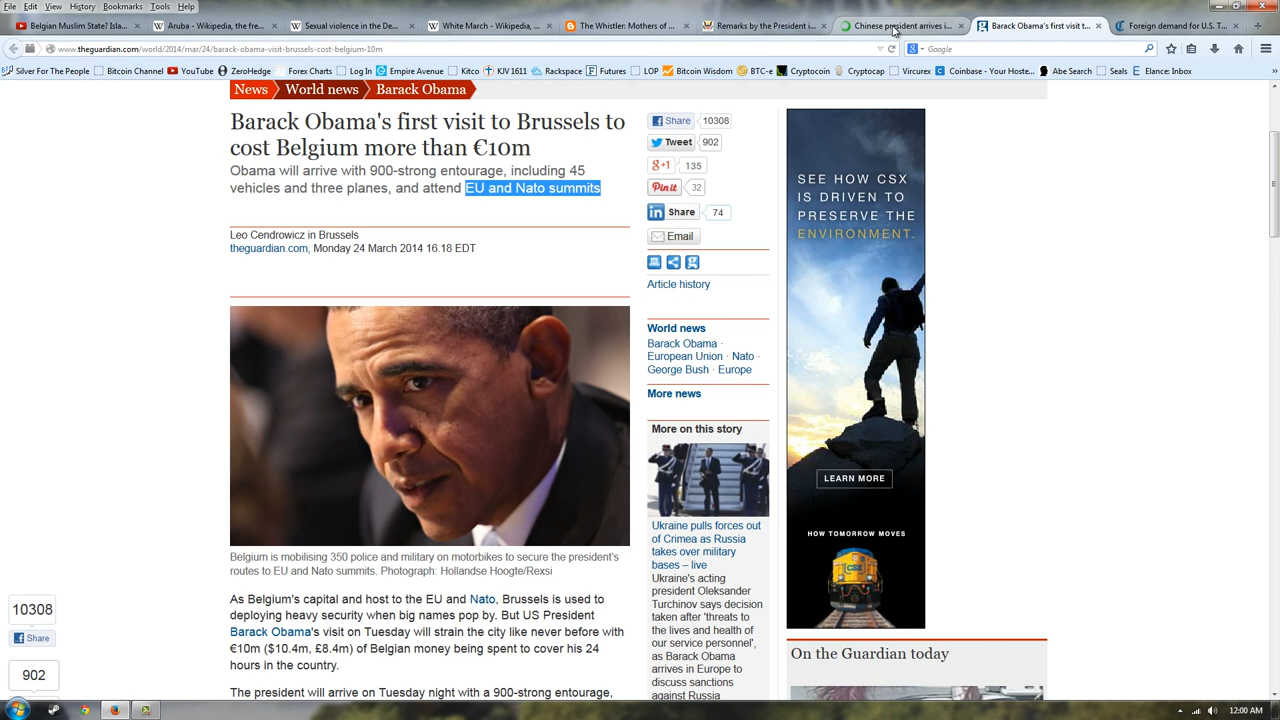 File Edit View History Bookmarks Tools Help
Belgian Muslim State? Isla...
Aruba - Wikipedia, the fre...
Sexual violence in the De...
White March - Wikipedia, ...
The Whistler: Mothers of ...
Remarks by the President i...
Chinese president arrives i...
Barack Obama's first visit t...
Foreign demand for U.S. T...
www.theguardian.com/world/2014/mar/24/barack-obama-visit-brussels-cost-belgium-10m
Google
Silver For The People
Bitcoin Channel
YouTube
ZeroHedge
Forex Charts
Log In
Empire Avenue
Kitco
KJV 1611
Rackspace
Futures
LOP
Bitcoin Wisdom
BTC-e
Cryptocoin
Cryptocap
Vircurex
Coinbase - Your Hoste...
Abe Search
Seals
Elance: Inbox
News
World news
Barack Obama
Barack Obama's first visit to Brussels to
cost Belgium more than €10m
Obama will arrive with 900-strong entourage, including 45
vehicles and three planes, and attend EU and Nato summits
Leo Cendrowicz in Brussels
theguardian.com, Monday 24 March 2014 16.18 EDT
Belgium is mobilising 350 police and military on motorbikes to secure the president's
routes to EU and Nato summits. Photograph: Hollandse Hoogte/Rexsi
As Belgium's capital and host to the EU and Nato, Brussels is used to
deploying heavy security when big names pop by. But US President
Barack Obama's visit on Tuesday will strain the city like never before with
€10m ($10.4m, £8.4m) of Belgian money being spent to cover his 24
hours in the country.
The president will arrive on Tuesday night with a 900-strong entourage,
10308
Share
902
Share 10308
Tweet 902
+1 135
Pin it 32
Share 74
Email
Article history
World news
Barack Obama ·
European Union · Nato ·
George Bush · Europe
More news
More on this story
Ukraine pulls forces out
of Crimea as Russia
takes over military
bases – live
Ukraine's acting
president Oleksander
Turchinov says decision
taken after 'threats to
the lives and health of
our service personnel',
as Barack Obama
arrives in Europe to
discuss sanctions
against Russia
SEE HOW CSX
IS DRIVEN TO
PRESERVE THE
ENVIRONMENT.
LEARN MORE
HOW TOMORROW MOVES
CSX
On the Guardian today
12:00 AM